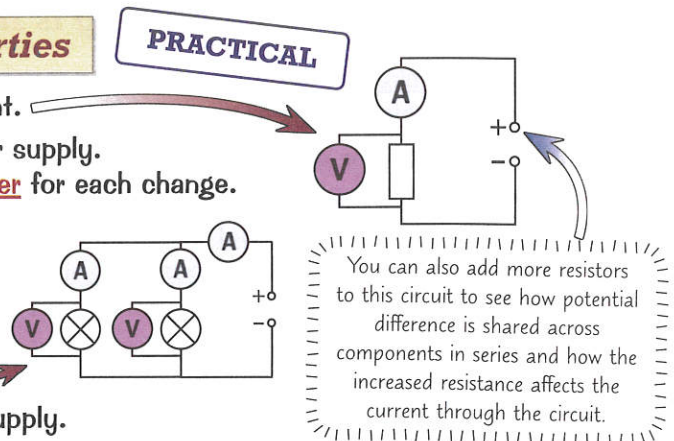 rties
PRACTICAL
nt.
r supply.
er for each change.
A
V
+
−
A
A
A
V
V
+
−
You can also add more resistors
to this circuit to see how potential
difference is shared across
components in series and how the
increased resistance affects the
current through the circuit.
upply.